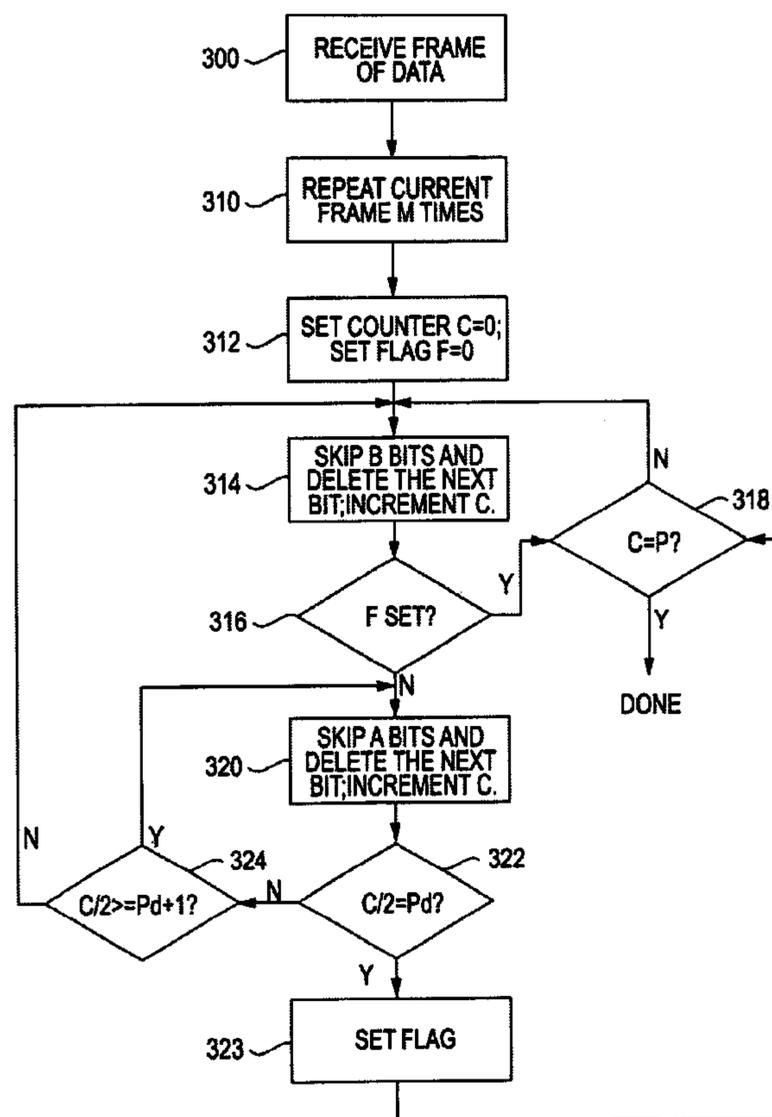 300
RECEIVE FRAME
OF DATA
310
REPEAT CURRENT
FRAME M TIMES
312
SET COUNTER C=0;
SET FLAG F=0
314
SKIP B BITS AND
DELETE THE NEXT
BIT;INCREMENT C.
N
318
C=P?
Y
316
F SET?
Y
N
DONE
320
SKIP A BITS AND
DELETE THE NEXT
BIT;INCREMENT C.
N
Y
324
C/2>=Pd+1?
N
322
C/2=Pd?
Y
323
SET FLAG